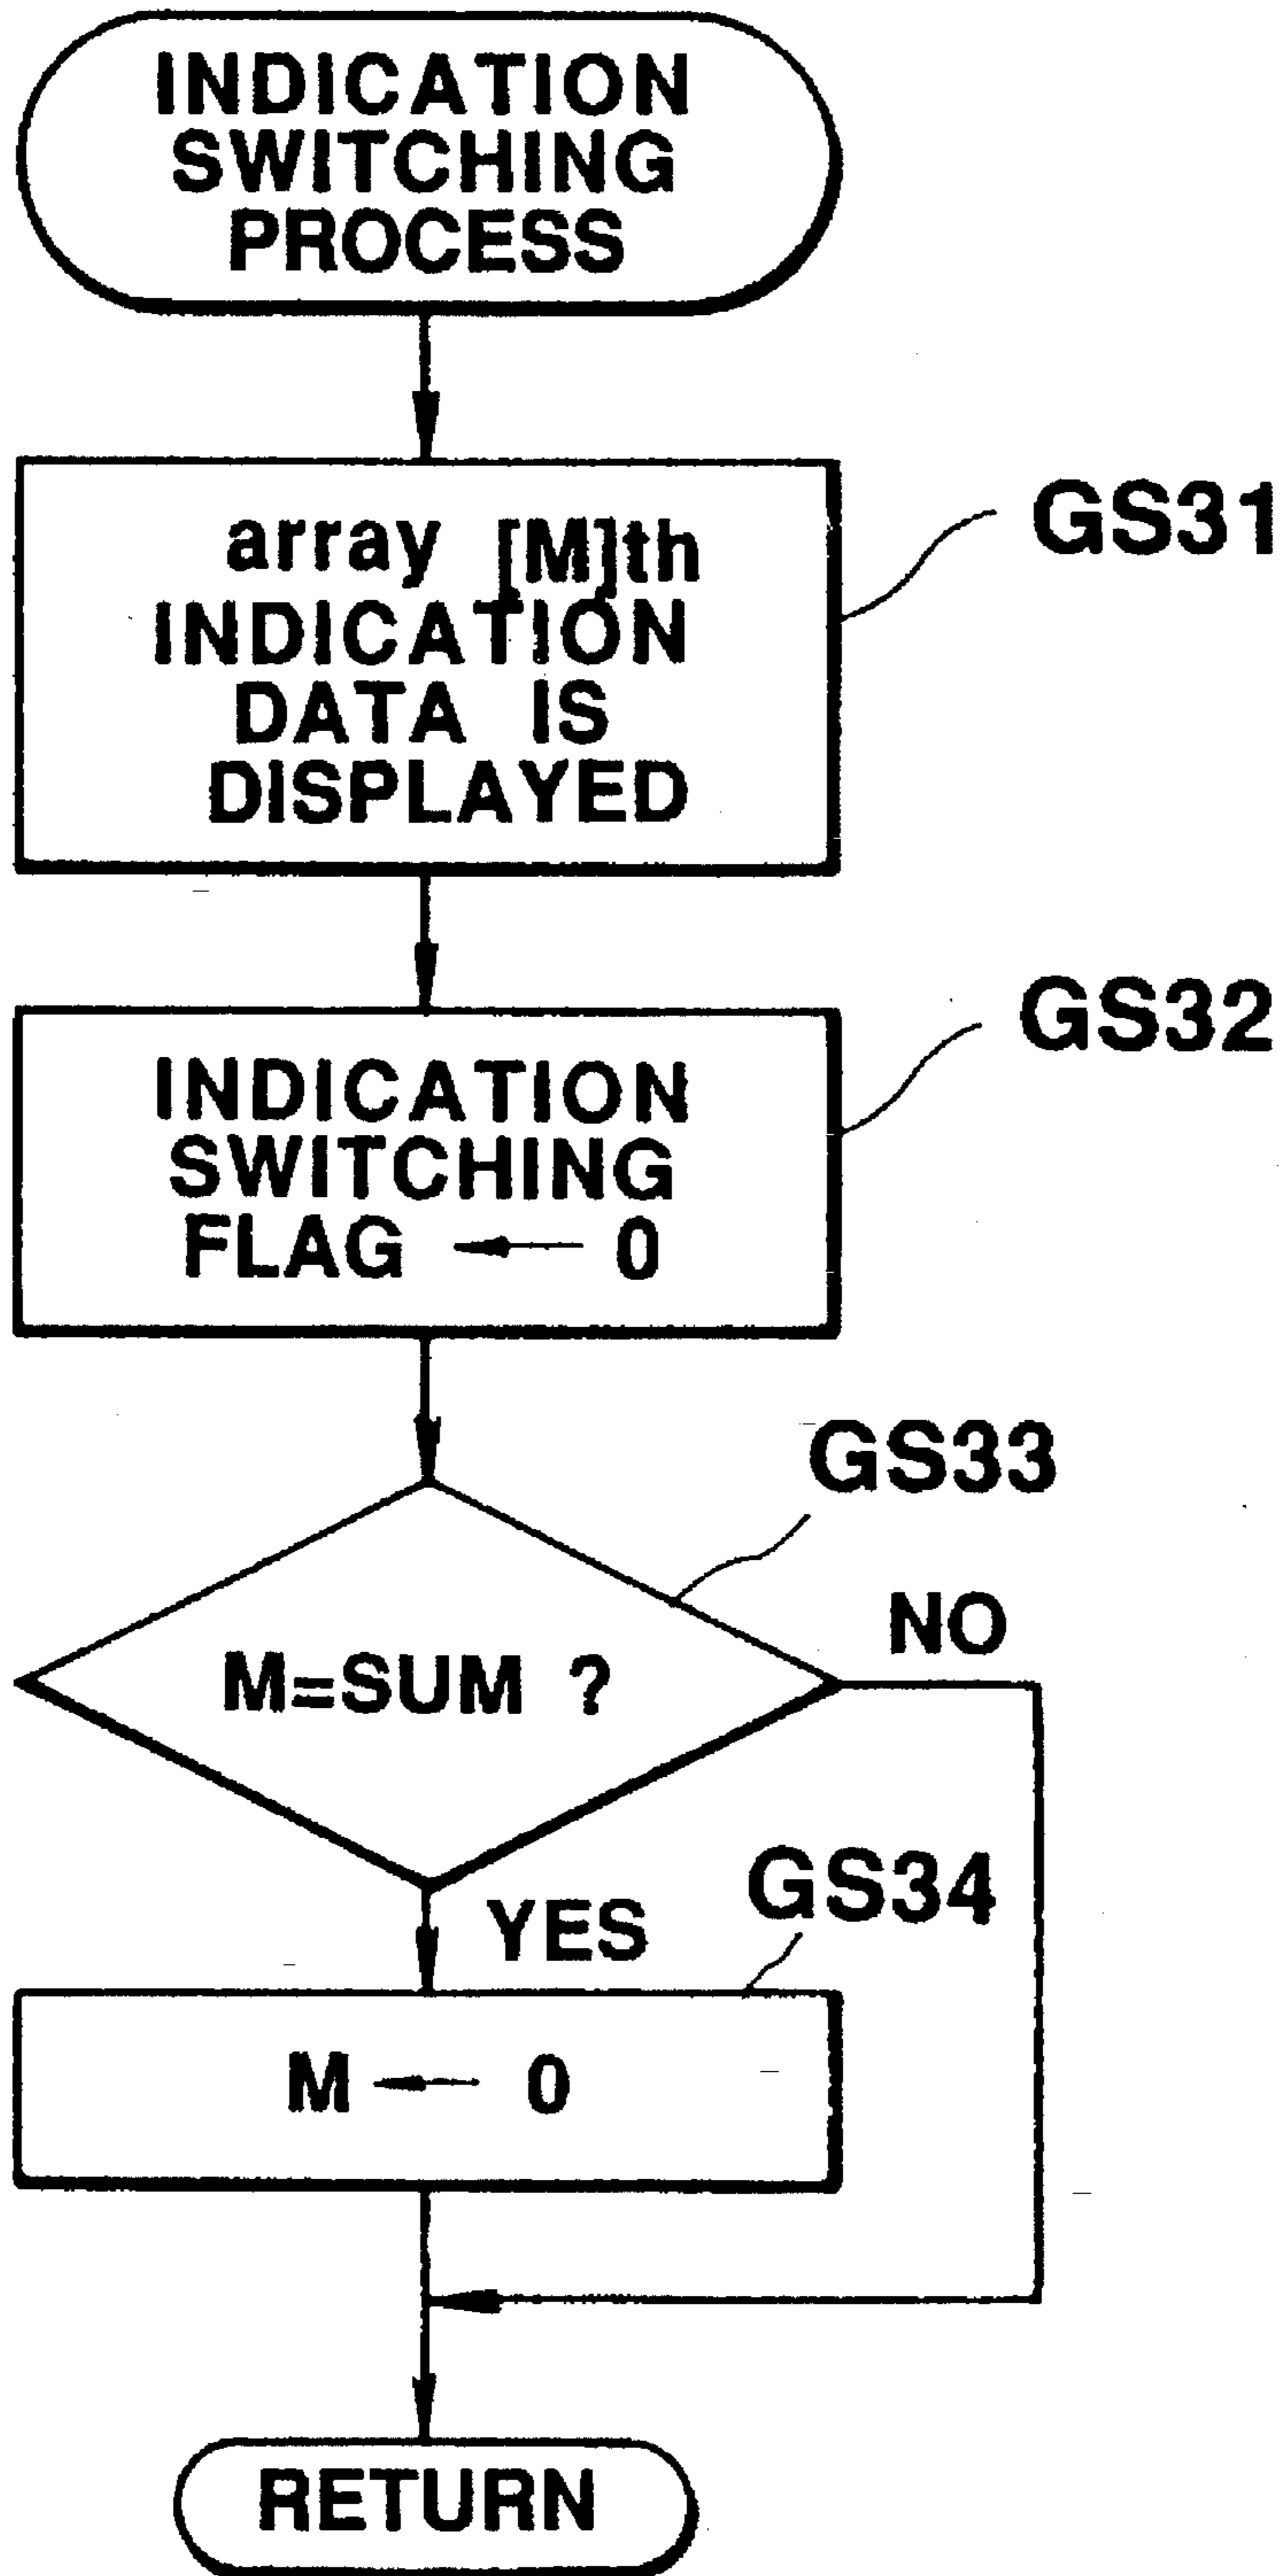 INDICATION
SWITCHING
PROCESS
array [M]th
INDICATION
DATA IS
DISPLAYED
GS31
INDICATION
SWITCHING
FLAG ← 0
GS32
M=SUM ?
GS33
NO
YES
GS34
M ← 0
RETURN